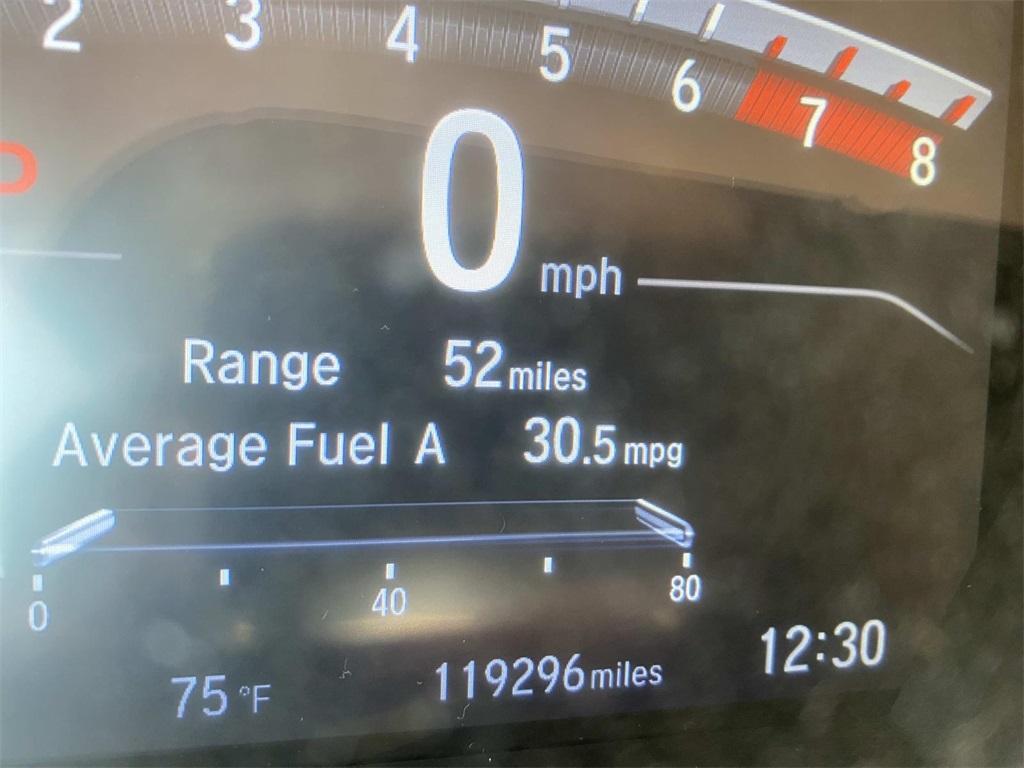 2 3 4 5 6 7 8
0 mph
Range 52 miles
Average Fuel A 30.5 mpg
0 40 80
75 °F 119296 miles 12:30